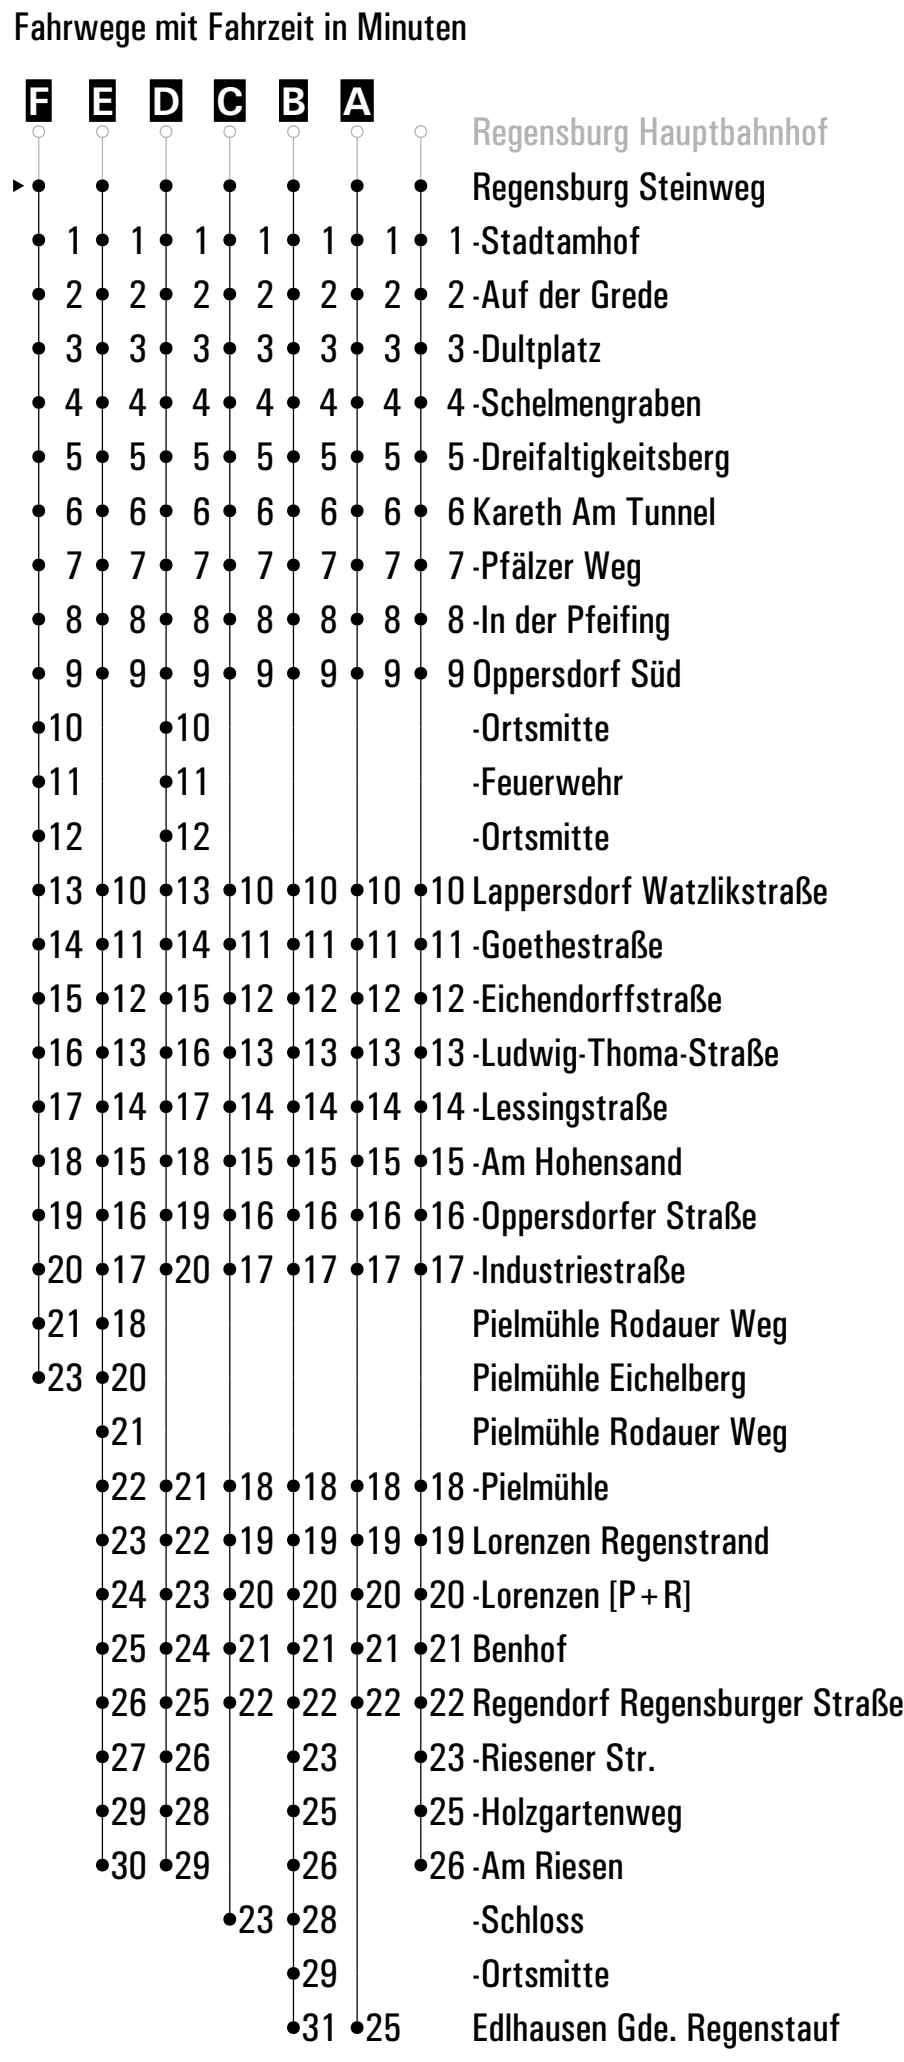 Fahrwege mit Fahrzeit in Minuten
F E D C B A
Regensburg Hauptbahnhof
Regensburg Steinweg
1 1 1 1 1 1 1 -Stadtamhof
2 2 2 2 2 2 2 -Auf der Grede
3 3 3 3 3 3 3 -Dultplatz
4 4 4 4 4 4 4 -Schelmengraben
5 5 5 5 5 5 5 -Dreifaltigkeitsberg
6 6 6 6 6 6 6 Kareth Am Tunnel
7 7 7 7 7 7 7 -Pfälzer Weg
8 8 8 8 8 8 8 -In der Pfeifing
9 9 9 9 9 9 9 Oppersdorf Süd
10 10 -Ortsmitte
11 11 -Feuerwehr
12 12 -Ortsmitte
13 10 13 10 10 10 10 Lappersdorf Watzlikstraße
14 11 14 11 11 11 11 -Goethestraße
15 12 15 12 12 12 12 -Eichendorffstraße
16 13 16 13 13 13 13 -Ludwig-Thoma-Straße
17 14 17 14 14 14 14 -Lessingstraße
18 15 18 15 15 15 15 -Am Hohensand
19 16 19 16 16 16 16 -Oppersdorfer Straße
20 17 20 17 17 17 17 -Industriestraße
21 18 Pielmühle Rodauer Weg
23 20 Pielmühle Eichelberg
21 Pielmühle Rodauer Weg
22 21 18 18 18 18 -Pielmühle
23 22 19 19 19 19 Lorenzen Regenstrand
24 23 20 20 20 20 -Lorenzen [P+R]
25 24 21 21 21 21 Benhof
26 25 22 22 22 22 Regendorf Regensburger Straße
27 26 23 23 -Riesener Str.
29 28 25 25 -Holzgartenweg
30 29 26 26 -Am Riesen
23 28 -Schloss
29 -Ortsmitte
31 25 Edlhausen Gde. Regenstauf